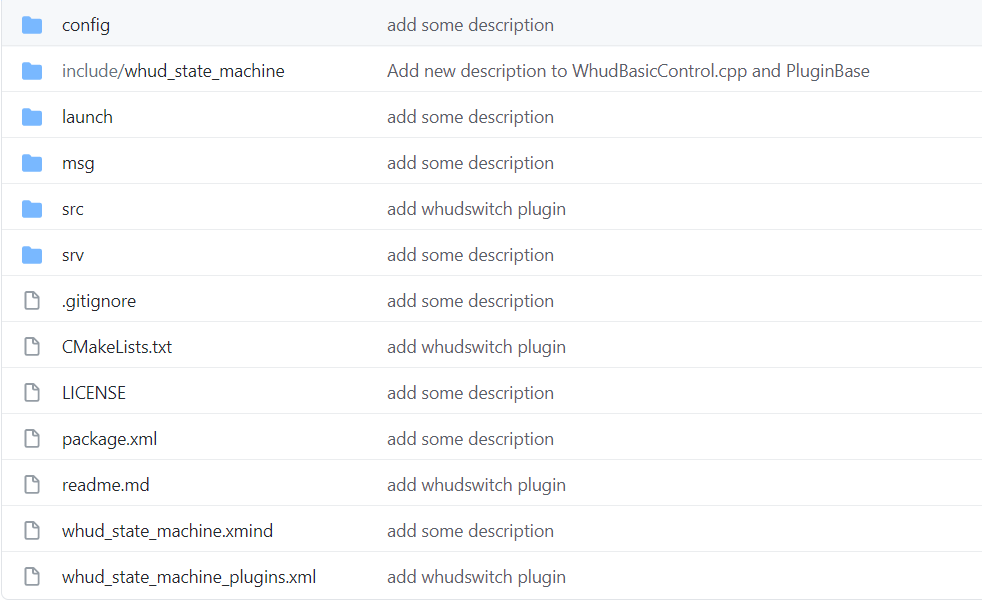 config add some description
include/whud_state_machine Add new description to WhudBasicControl.cpp and PluginBase
launch add some description
msg add some description
src add whudswitch plugin
srv add some description
.gitignore add some description
CMakeLists.txt add whudswitch plugin
LICENSE add some description
package.xml add some description
readme.md add whudswitch plugin
whud_state_machine.xmind add some description
whud_state_machine_plugins.xml add whudswitch plugin